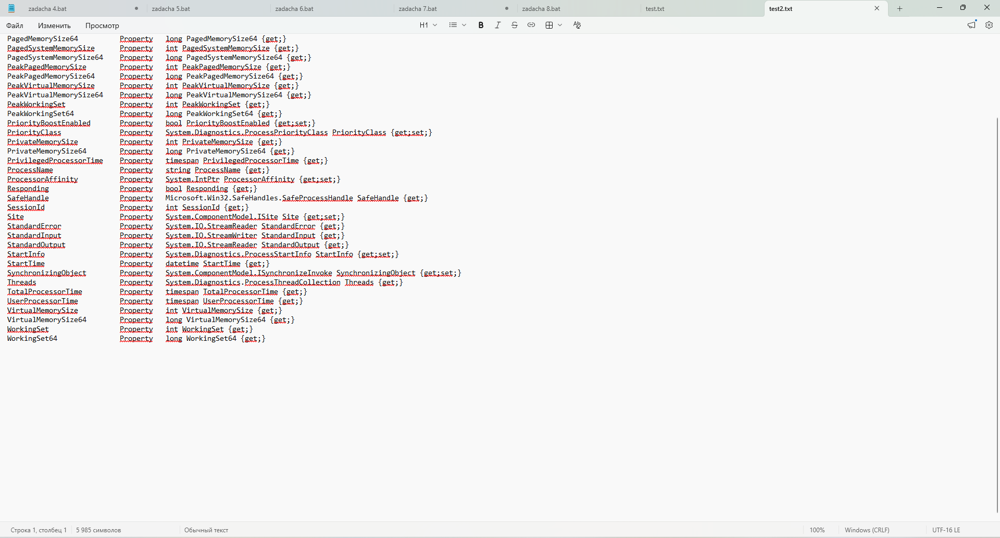 zadacha 4.bat zadacha 5.bat zadacha 6.bat zadacha 7.bat zadacha 8.bat test.txt test2.txt
Файл Изменить Просмотр H1 B I S
PagedMemorySize64 Property long PagedMemorySize64 {get;}
PagedSystemMemorySize Property int PagedSystemMemorySize {get;}
PagedSystemMemorySize64 Property long PagedSystemMemorySize64 {get;}
PeakPagedMemorySize Property int PeakPagedMemorySize {get;}
PeakPagedMemorySize64 Property long PeakPagedMemorySize64 {get;}
PeakVirtualMemorySize Property int PeakVirtualMemorySize {get;}
PeakVirtualMemorySize64 Property long PeakVirtualMemorySize64 {get;}
PeakWorkingSet Property int PeakWorkingSet {get;}
PeakWorkingSet64 Property long PeakWorkingSet64 {get;}
PriorityBoostEnabled Property bool PriorityBoostEnabled {get;set;}
PriorityClass Property System.Diagnostics.ProcessPriorityClass PriorityClass {get;set;}
PrivateMemorySize Property int PrivateMemorySize {get;}
PrivateMemorySize64 Property long PrivateMemorySize64 {get;}
PrivilegedProcessorTime Property timespan PrivilegedProcessorTime {get;}
ProcessName Property string ProcessName {get;}
ProcessorAffinity Property System.IntPtr ProcessorAffinity {get;set;}
Responding Property bool Responding {get;}
SafeHandle Property Microsoft.Win32.SafeHandles.SafeProcessHandle SafeHandle {get;}
SessionId Property int SessionId {get;}
Site Property System.ComponentModel.ISite Site {get;set;}
StandardError Property System.IO.StreamReader StandardError {get;}
StandardInput Property System.IO.StreamWriter StandardInput {get;}
StandardOutput Property System.IO.StreamReader StandardOutput {get;}
StartInfo Property System.Diagnostics.ProcessStartInfo StartInfo {get;set;}
StartTime Property datetime StartTime {get;}
SynchronizingObject Property System.ComponentModel.ISynchronizeInvoke SynchronizingObject {get;set;}
Threads Property System.Diagnostics.ProcessThreadCollection Threads {get;}
TotalProcessorTime Property timespan TotalProcessorTime {get;}
UserProcessorTime Property timespan UserProcessorTime {get;}
VirtualMemorySize Property int VirtualMemorySize {get;}
VirtualMemorySize64 Property long VirtualMemorySize64 {get;}
WorkingSet Property int WorkingSet {get;}
WorkingSet64 Property long WorkingSet64 {get;}
Строка 1, столбец 1 5 985 символов Обычный текст 100% Windows (CRLF) UTF-16 LE